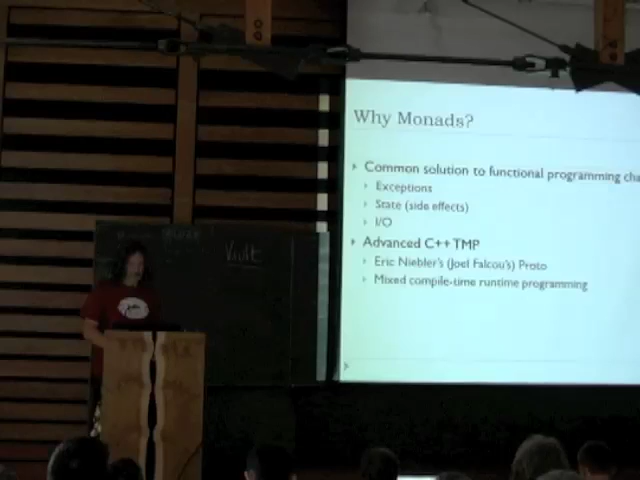 Why Monads?
Common solution to functional programming cha
Exceptions
State (side effects)
I/O
Advanced C++ TMP
Eric Niebler's (Joel Falcou's) Proto
Mixed compile-time runtime programming
Vault